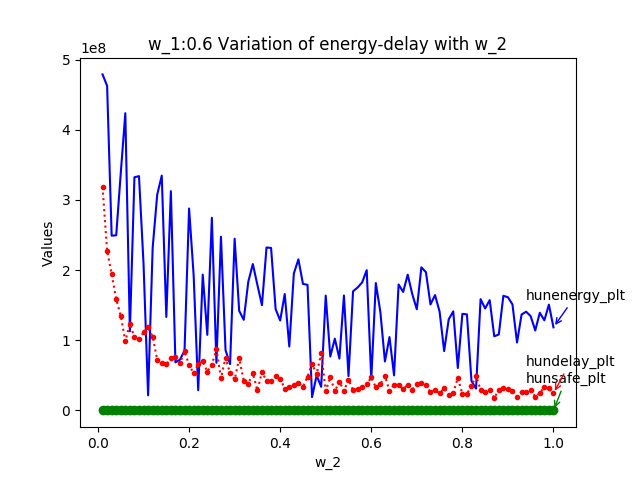 w_1:0.6 Variation of energy-delay with w_2
1e8
5
4
3
2
1
0
Values
hunenergy_plt
hundelay_plt
hunsafe_plt
0.0 0.2 0.4 0.6 0.8 1.0
w_2